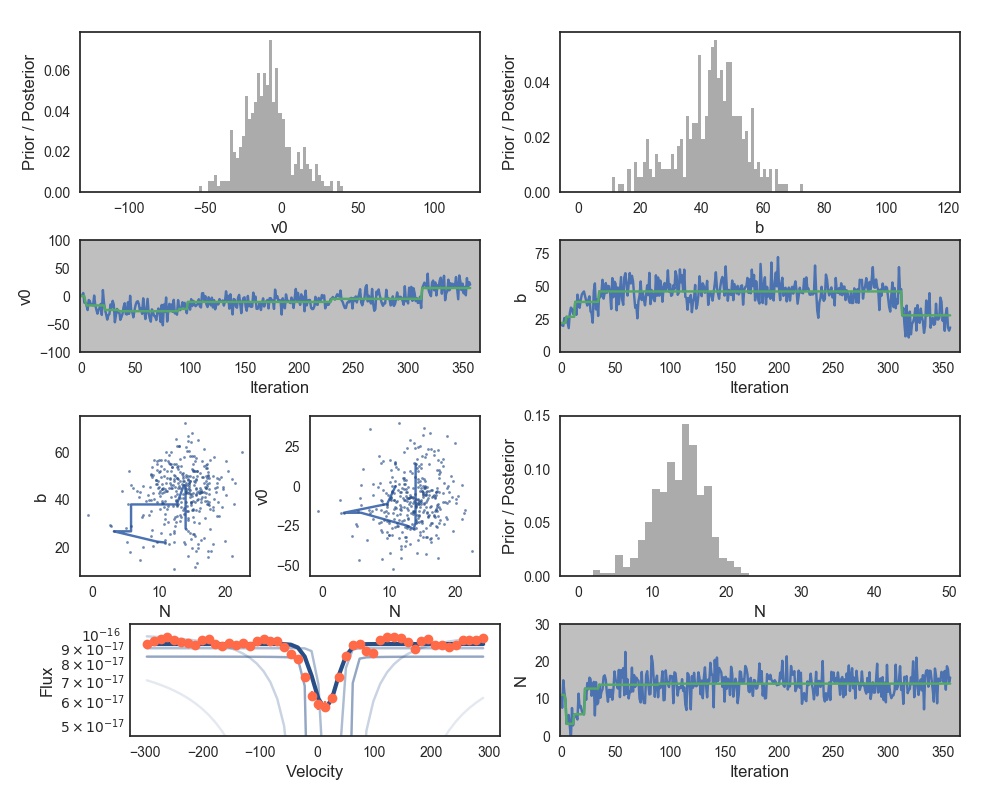 Prior / Posterior
0.06
0.04
0.02
0.00
−100 −50 0 50 100
v0
Prior / Posterior
0.04
0.02
0.00
0 20 40 60 80 100 120
b
v0
100
50
0
−50
−100
0 50 100 150 200 250 300 350
Iteration
b
75
50
25
0
0 50 100 150 200 250 300 350
Iteration
b
60
40
20
0 10 20
N
v0
25
0
−25
−50
0 10 20
N
Prior / Posterior
0.15
0.10
0.05
0.00
0 10 20 30 40 50
N
Flux
10⁻¹⁶
9 × 10⁻¹⁷
8 × 10⁻¹⁷
7 × 10⁻¹⁷
6 × 10⁻¹⁷
5 × 10⁻¹⁷
−300 −200 −100 0 100 200 300
Velocity
N
30
20
10
0
0 50 100 150 200 250 300 350
Iteration